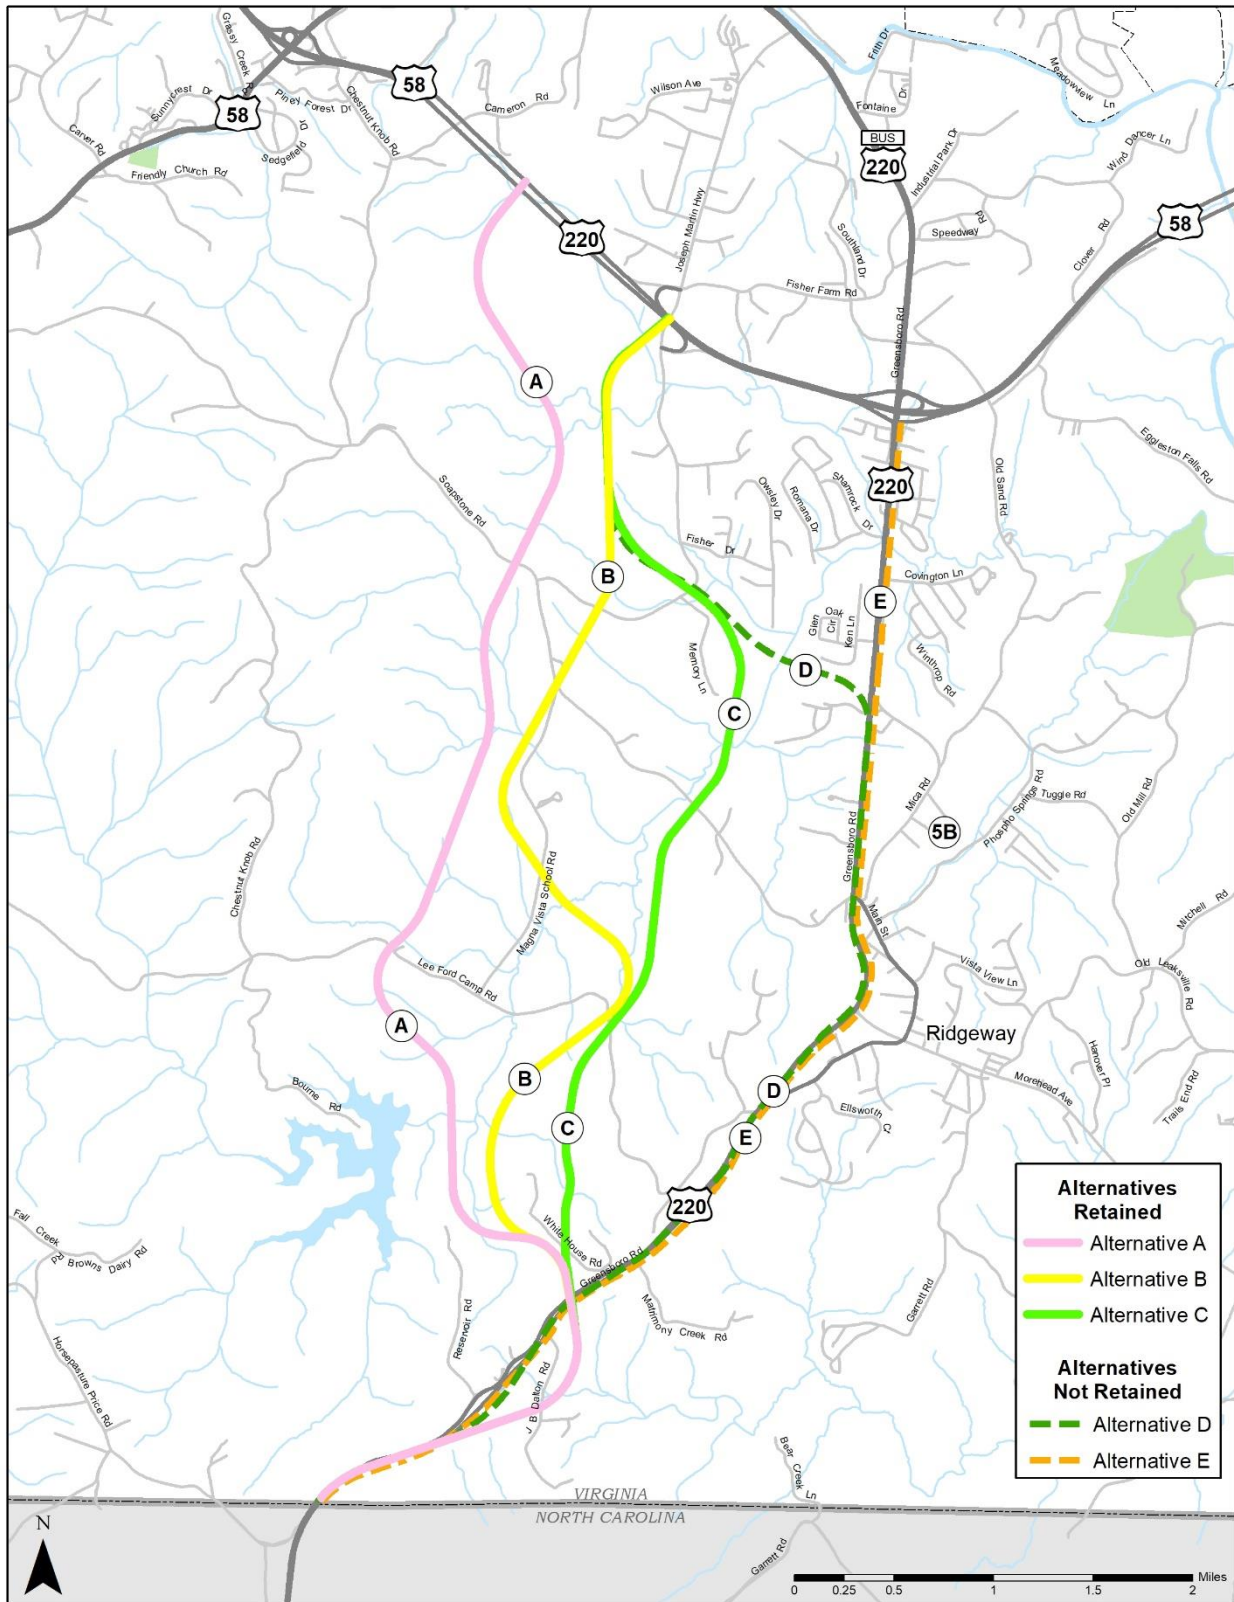 Grassy Creek Rd
58
Sunnycrest Dr
58
Piney Forest Dr
Chestnut Knob Rd
Cameron Rd
Wilson Ave
Frith Dr
Fontaine Dr
Meadowview Ln
Carver Rd
Sedgefield Dr
Friendly Church Rd
BUS
220
Industrial Park Dr
Wind Dancer Ln
Joseph Martin Hwy
220
Southland Dr
Speedway Rd
Clover Rd
58
Fisher Farm Rd
Greensboro Rd
A
Soapstone Rd
Owsley Dr
Romana Dr
Shamrock Dr
220
Old Sand Rd
Eggleston Falls Rd
Fisher Dr
B
Covington Ln
E
Glen Oak Cir
Ken Ln
Memory Ln
D
Winthrop Rd
C
Mica Rd
Phospho Springs Rd
Tuggle Rd
Old Mill Rd
5B
Greensboro Rd
Chestnut Knob Rd
Magna Vista School Rd
Main St
Mitchell Rd
Lee Ford Camp Rd
Vista View Ln
Old Leaksville Rd
A
Ridgeway
B
Bourne Rd
D
Morehead Ave
Hanover Pl
Ellsworth Ct
Trails End Rd
C
E
220
Fall Creek Rd
Browns Dairy Rd
White House Rd
Greensboro Rd
Matrimony Creek Rd
Garrett Rd
Reservoir Rd
Horsepasture Price Rd
J B Dalton Rd
Bear Creek Ln
Alternatives
Retained
Alternative A
Alternative B
Alternative C
Alternatives
Not Retained
Alternative D
Alternative E
VIRGINIA
NORTH CAROLINA
Garrett Rd
N
Miles
0 0.25 0.5 1 1.5 2